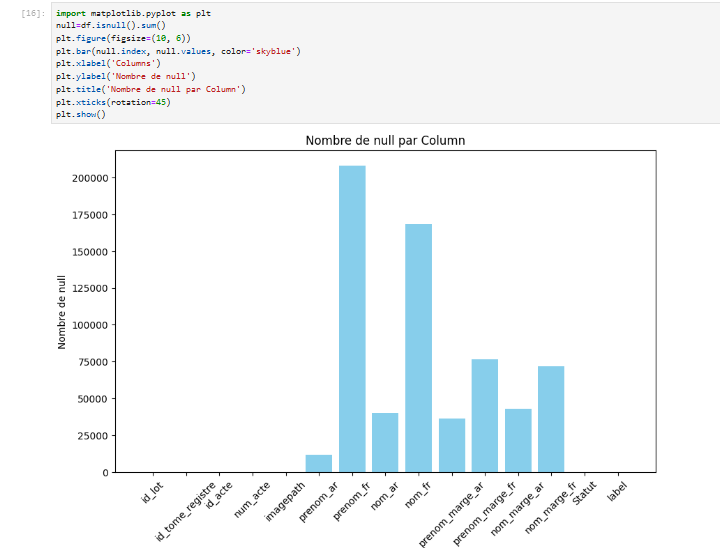 [16]:
import matplotlib.pyplot as plt
null=df.isnull().sum()
plt.figure(figsize=(10, 6))
plt.bar(null.index, null.values, color='skyblue')
plt.xlabel('Columns')
plt.ylabel('Nombre de null')
plt.title('Nombre de null par Column')
plt.xticks(rotation=45)
plt.show()
Nombre de null par Column
200000
175000
150000
125000
100000
75000
50000
25000
0
Nombre de null
id_lot
id_tome_registre
id_acte
num_acte
imagepath
prenom_ar
prenom_fr
nom_ar
nom_fr
prenom_marge_ar
prenom_marge_fr
nom_marge_ar
nom_marge_fr
Statut
label